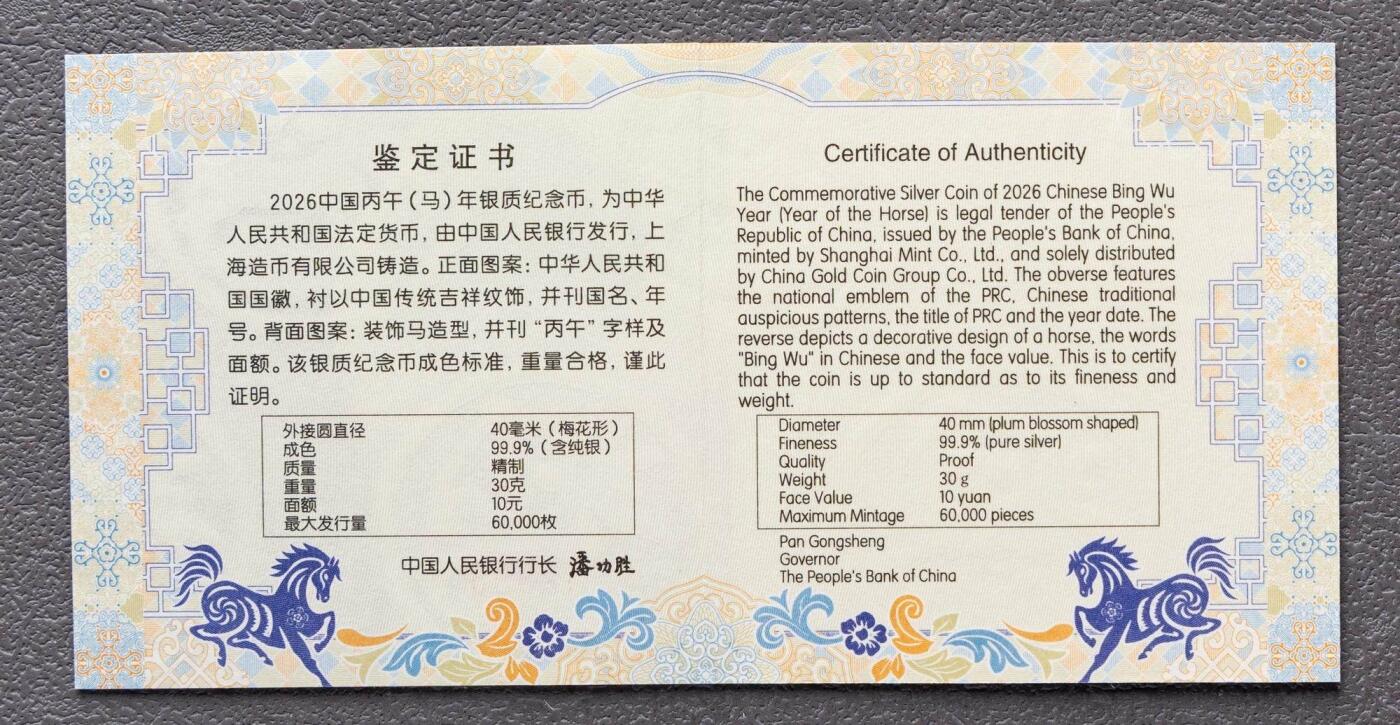 鉴定证书
2026中国丙午（马）年银质纪念币，为中华
人民共和国法定货币，由中国人民银行发行，上
海造币有限公司铸造。正面图案：中华人民共和
国国徽，衬以中国传统吉祥纹饰，并刊国名、年
号。背面图案：装饰马造型，并刊“丙午”字样及
面额。该银质纪念币成色标准，重量合格，谨此
证明。
外接圆直径 40毫米（梅花形）
成色 99.9%（含纯银）
质量 精制
重量 30克
面额 10元
最大发行量 60,000枚
中国人民银行行长 潘功胜
Certificate of Authenticity
The Commemorative Silver Coin of 2026 Chinese Bing Wu
Year (Year of the Horse) is legal tender of the People's
Republic of China, issued by the People's Bank of China,
minted by Shanghai Mint Co., Ltd., and solely distributed
by China Gold Coin Group Co., Ltd. The obverse features
the national emblem of the PRC, Chinese traditional
auspicious patterns, the title of PRC and the year date. The
reverse depicts a decorative design of a horse, the words
"Bing Wu" in Chinese and the face value. This is to certify
that the coin is up to standard as to its fineness and
weight.
Diameter 40 mm (plum blossom shaped)
Fineness 99.9% (pure silver)
Quality Proof
Weight 30 g
Face Value 10 yuan
Maximum Mintage 60,000 pieces
Pan Gongsheng
Governor
The People's Bank of China